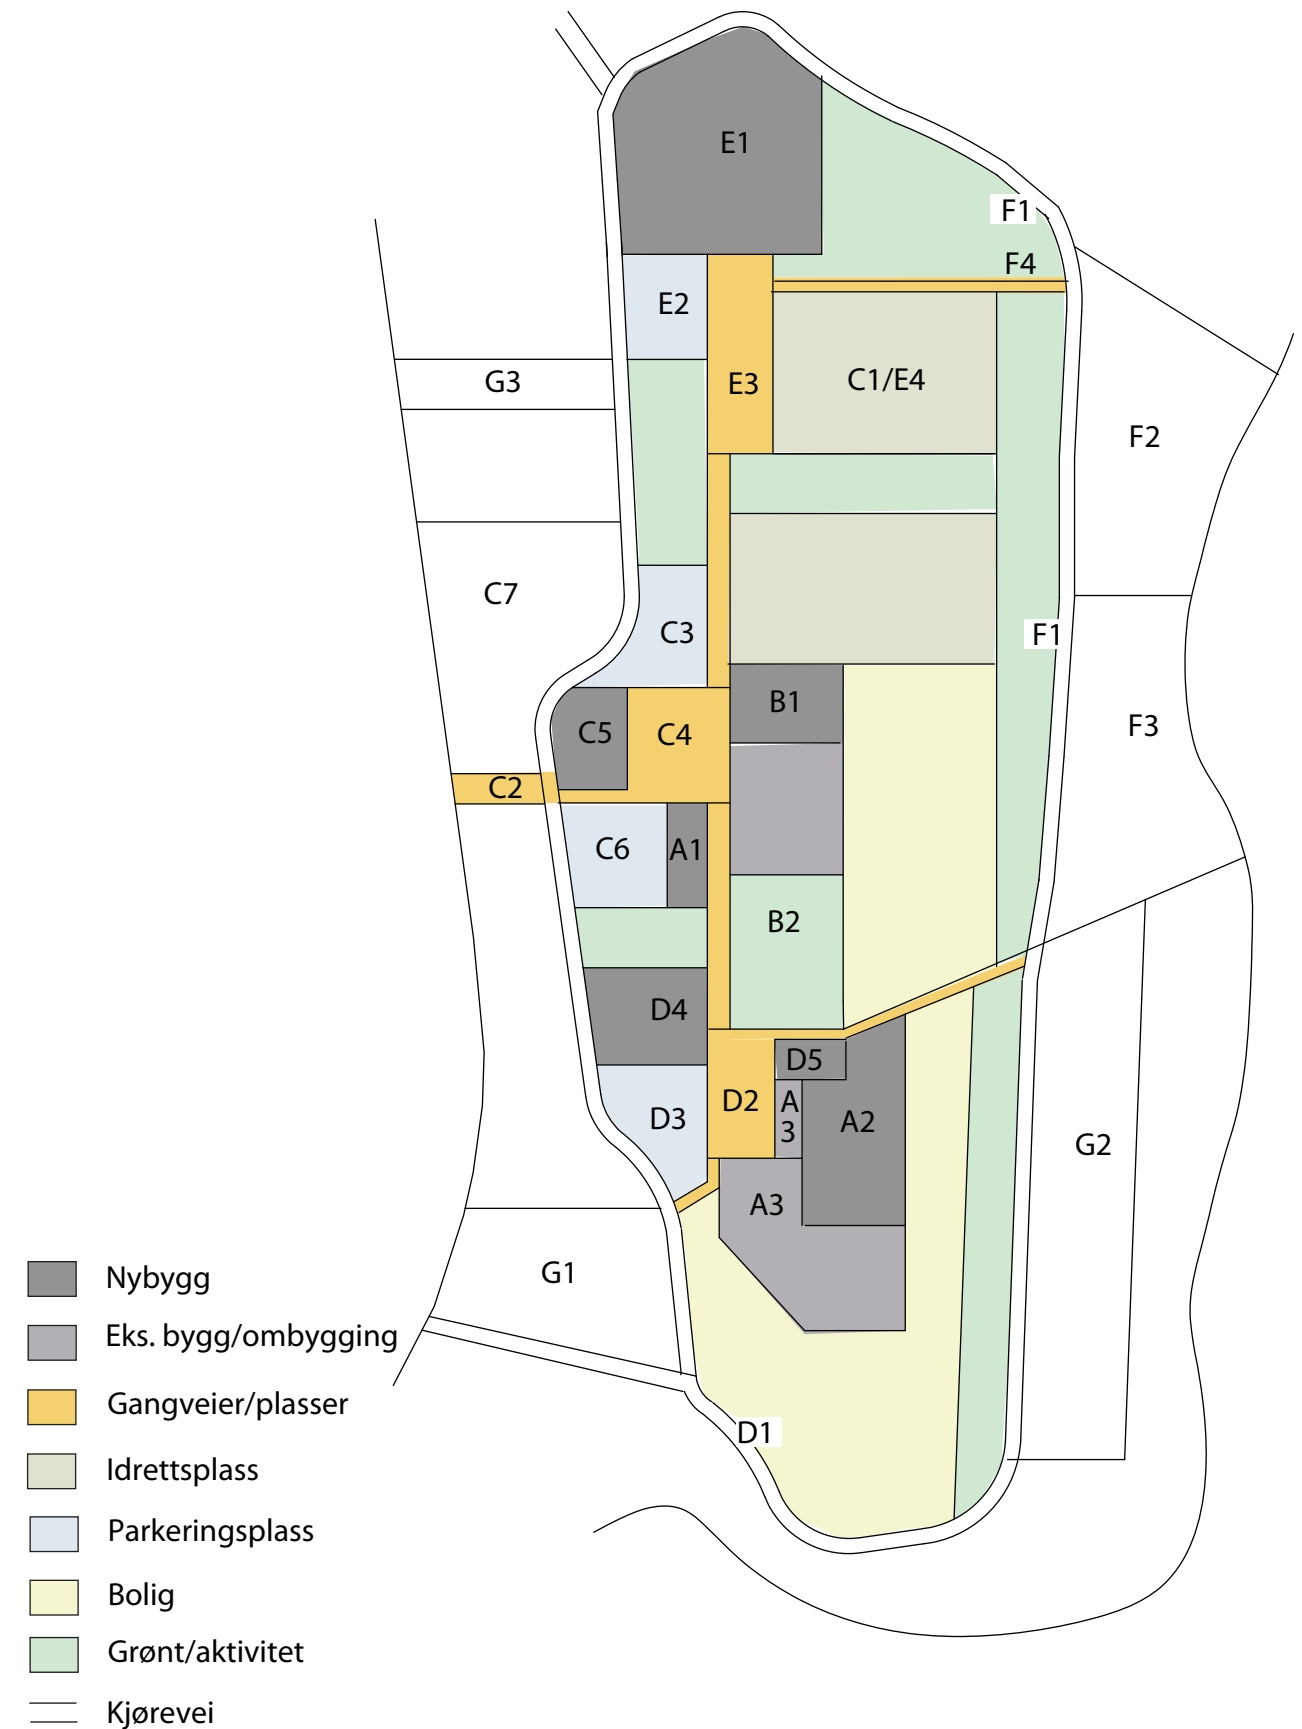 E1
F1
F4
E2
G3
E3
C1/E4
F2
C7
C3
F1
B1
C5
C4
F3
C2
C6
A1
B2
D4
D5
D2
A
3
D3
A2
G2
A3
G1
D1
Nybygg
Eks. bygg/ombygging
Gangveier/plasser
Idrettsplass
Parkeringsplass
Bolig
Grønt/aktivitet
Kjørevei